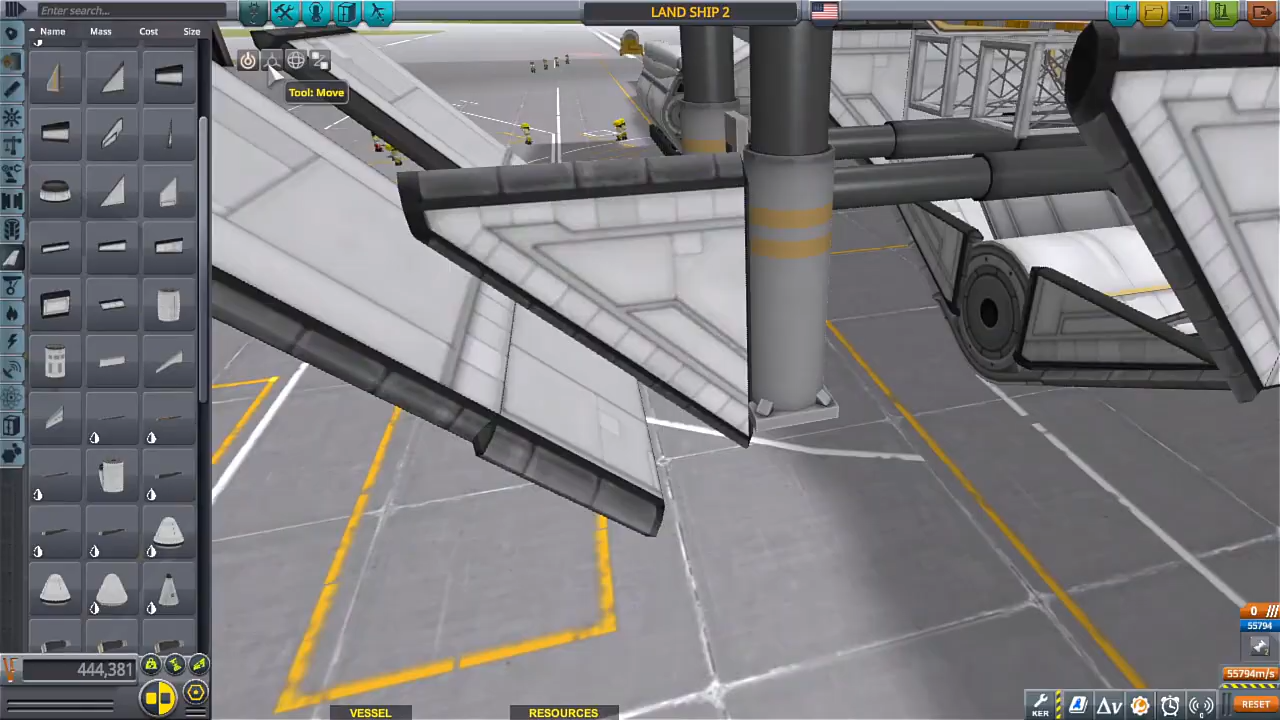 Enter search...
LAND SHIP 2
Name Mass Cost Size
Tool: Move
444,381
VESSEL
RESOURCES
0
55794
55794m/s
KER
Δv
RESET